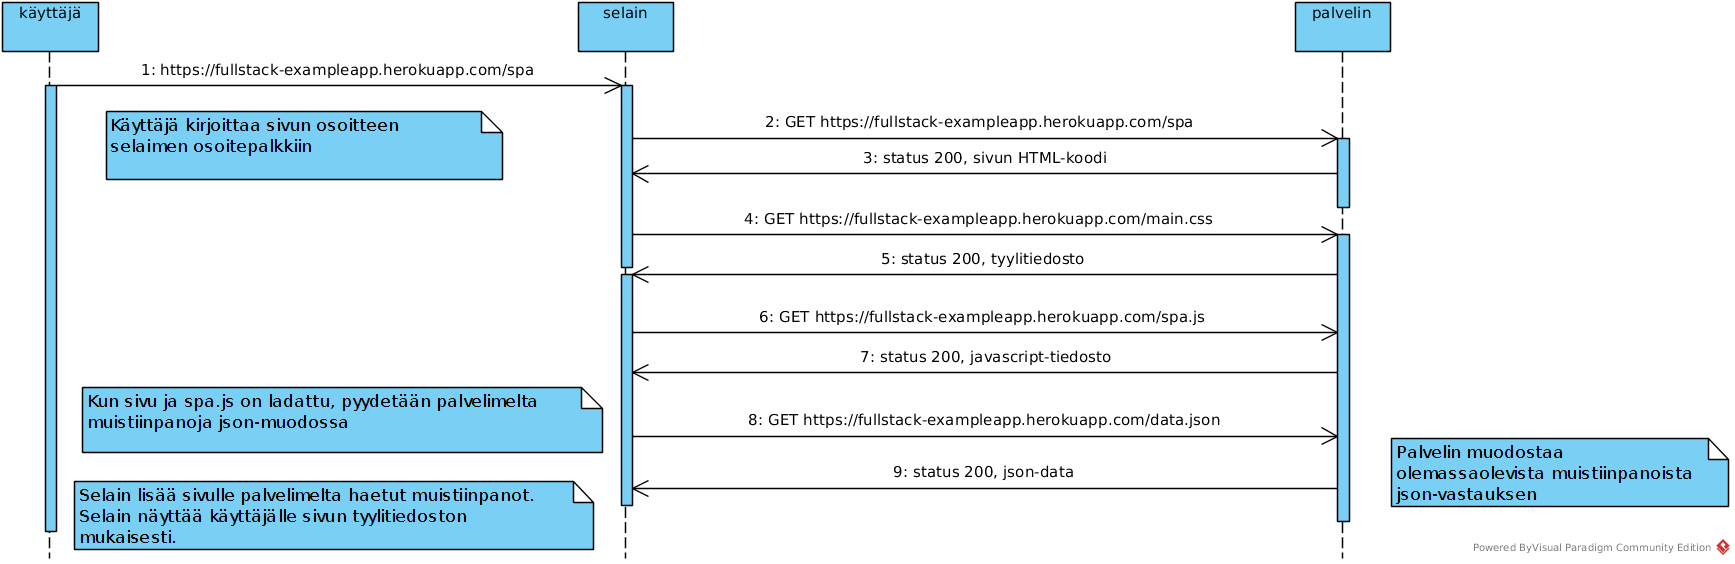 käyttäjä
selain
palvelin
1: https://fullstack-exampleapp.herokuapp.com/spa
Käyttäjä kirjoittaa sivun osoitteen
selaimen osoitepalkkiin
2: GET https://fullstack-exampleapp.herokuapp.com/spa
3: status 200, sivun HTML-koodi
4: GET https://fullstack-exampleapp.herokuapp.com/main.css
5: status 200, tyylitiedosto
6: GET https://fullstack-exampleapp.herokuapp.com/spa.js
7: status 200, javascript-tiedosto
Kun sivu ja spa.js on ladattu, pyydetään palvelimelta
muistiinpanoja json-muodossa
8: GET https://fullstack-exampleapp.herokuapp.com/data.json
Palvelin muodostaa
olemassaolevista muistiinpanoista
json-vastauksen
9: status 200, json-data
Selain lisää sivulle palvelimelta haetut muistiinpanot.
Selain näyttää käyttäjälle sivun tyylitiedoston
mukaisesti.
Powered ByVisual Paradigm Community Edition